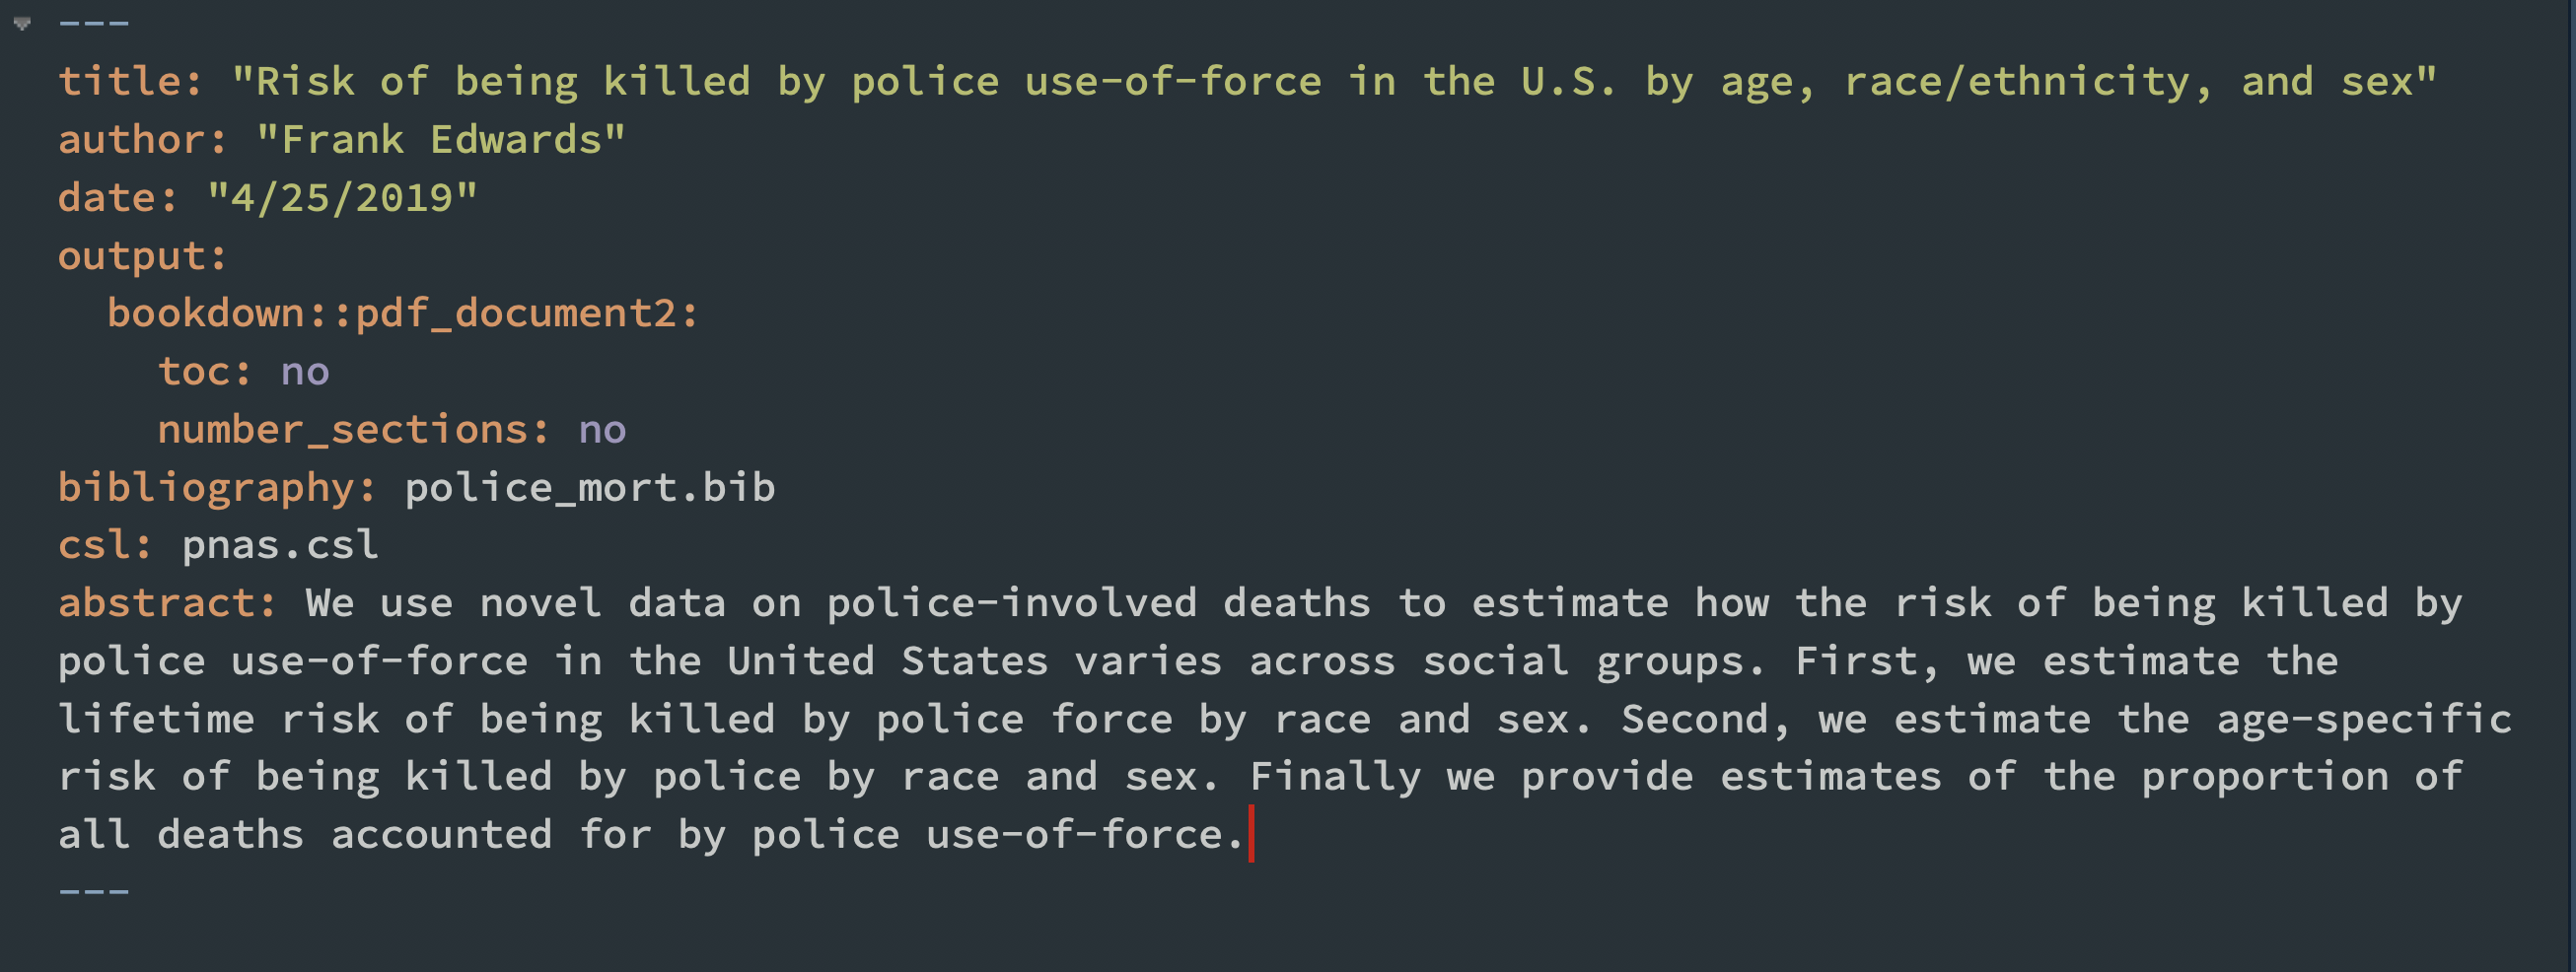 ---
title: "Risk of being killed by police use-of-force in the U.S. by age, race/ethnicity, and sex"
author: "Frank Edwards"
date: "4/25/2019"
output:
  bookdown::pdf_document2:
    toc: no
    number_sections: no
bibliography: police_mort.bib
csl: pnas.csl
abstract: We use novel data on police-involved deaths to estimate how the risk of being killed by
police use-of-force in the United States varies across social groups. First, we estimate the
lifetime risk of being killed by police force by race and sex. Second, we estimate the age-specific
risk of being killed by police by race and sex. Finally we provide estimates of the proportion of
all deaths accounted for by police use-of-force.
---